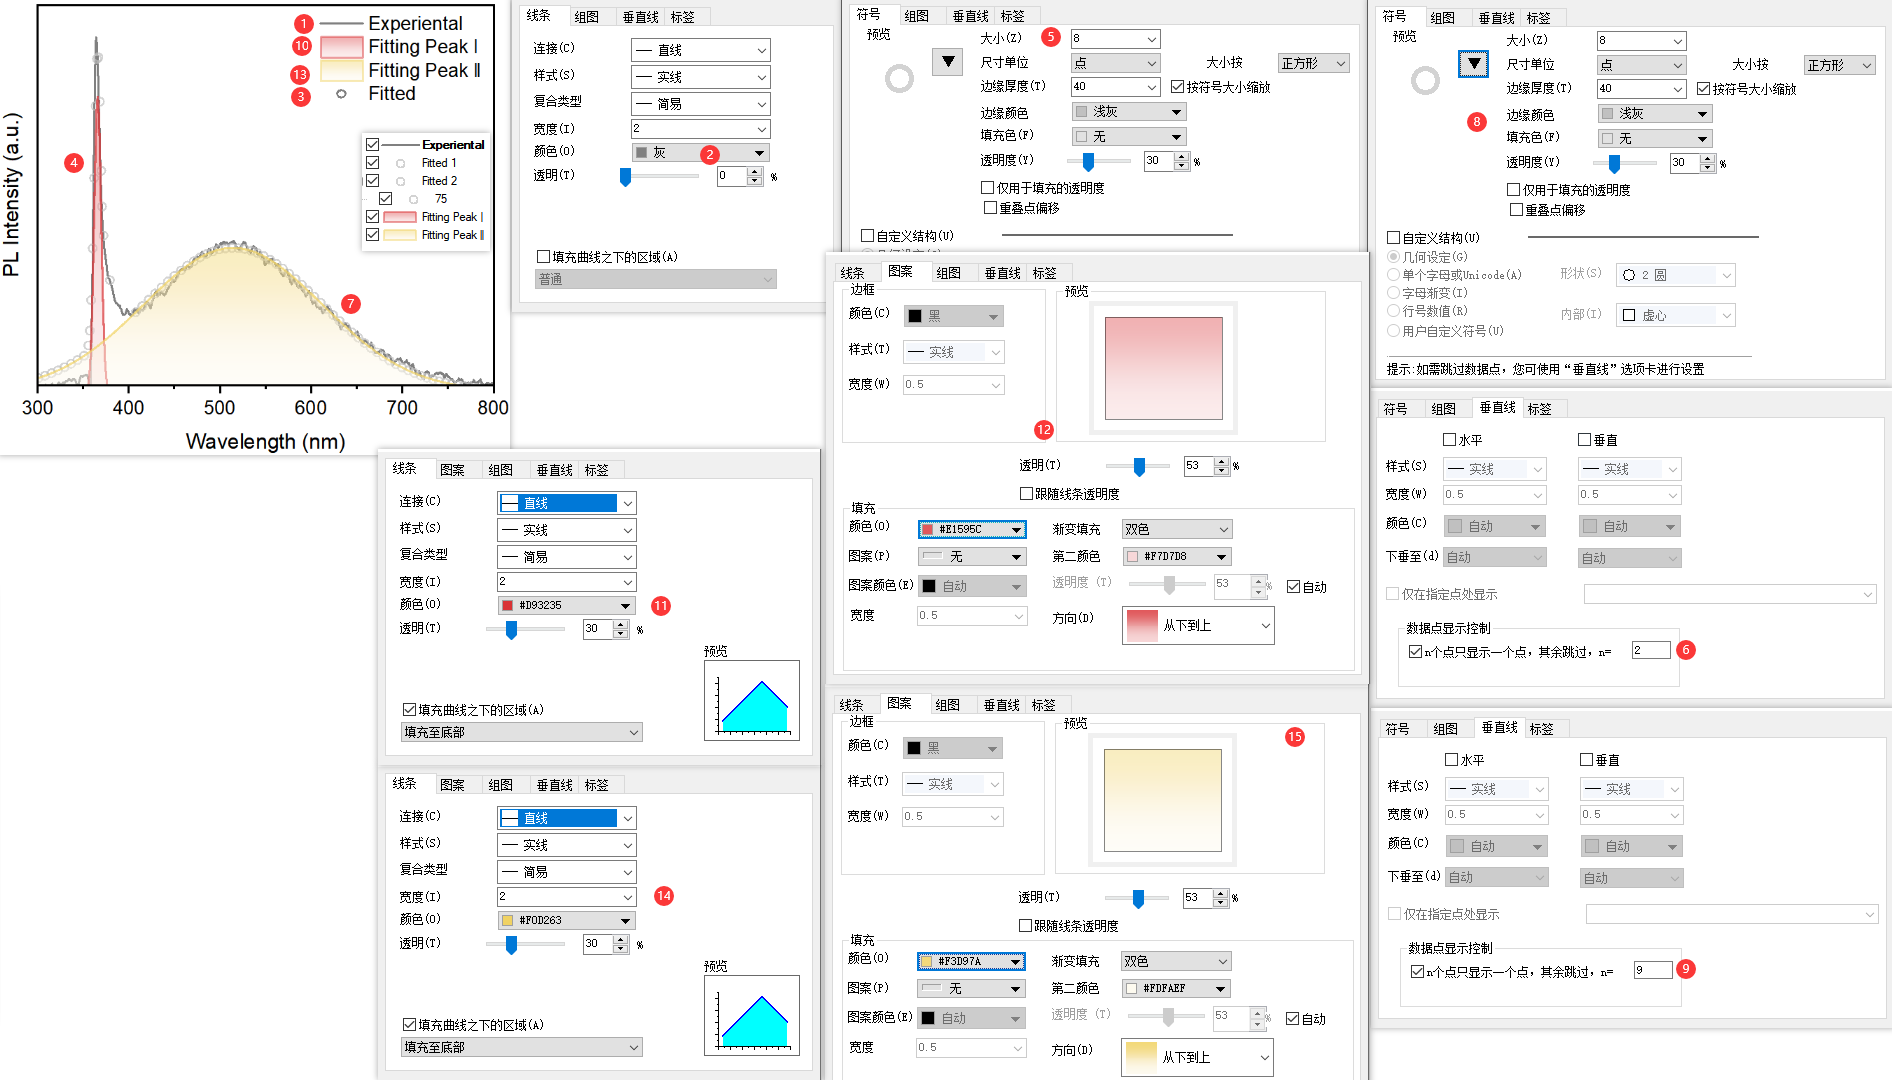 PL Intensity (a.u.)
1 Experiental
10 Fitting Peak Ⅰ
13 Fitting Peak Ⅱ
3 Fitted
Experiental
Fitted 1
Fitted 2
75
Fitting Peak Ⅰ
Fitting Peak Ⅱ
4
7
300 400 500 600 700 800
Wavelength (nm)
线条 组图 垂直线 标签
连接(C) 直线
样式(S) 实线
复合类型 简易
宽度(I) 2
颜色(O) 灰 2
透明(T) 0 %
填充曲线之下的区域(A)
普通
符号 组图 垂直线 标签
预览
大小(Z) 5 8
尺寸单位 点 大小按 正方形
边缘厚度(T) 40 按符号大小缩放
边缘颜色 浅灰
填充色(F) 无
透明度(Y) 30 %
仅用于填充的透明度
重叠点偏移
自定义结构(U)
符号 组图 垂直线 标签
预览
大小(Z) 8
尺寸单位 点 大小按 正方形
边缘厚度(T) 40 按符号大小缩放
8 边缘颜色 浅灰
填充色(F) 无
透明度(Y) 30 %
仅用于填充的透明度
重叠点偏移
自定义结构(U)
几何设定(G)
单个字母或Unicode(A) 形状(S) 2 圆
字母渐变(I)
行号数值(R) 内部(I) 虚心
用户自定义符号(U)
提示:如需跳过数据点，您可使用“垂直线”选项卡进行设置
线条 图案 组图 垂直线 标签
边框 预览
颜色(C) 黑
样式(T) 实线
宽度(W) 0.5
12
透明(T) 53 %
跟随线条透明度
填充
颜色(O) #E1595C 渐变填充 双色
图案(P) 无 第二颜色 #F7D7D8
图案颜色(E) 自动 透明度 (T) 53 % 自动
宽度 0.5 方向(D) 从下到上
符号 组图 垂直线 标签
水平 垂直
样式(S) 实线 实线
宽度(W) 0.5 0.5
颜色(C) 自动 自动
下垂至(d) 自动 自动
仅在指定点处显示
数据点显示控制
n个点只显示一个点，其余跳过，n= 2 6
线条 图案 组图 垂直线 标签
连接(C) 直线
样式(S) 实线
复合类型 简易
宽度(I) 2
颜色(O) #D93235 11
透明(T) 30 %
预览
填充曲线之下的区域(A)
填充至底部
线条 图案 组图 垂直线 标签
连接(C) 直线
样式(S) 实线
复合类型 简易
宽度(I) 2 14
颜色(O) #F0D263
透明(T) 30 %
预览
填充曲线之下的区域(A)
填充至底部
线条 图案 组图 垂直线 标签
边框 预览 15
颜色(C) 黑
样式(T) 实线
宽度(W) 0.5
透明(T) 53 %
跟随线条透明度
填充
颜色(O) #F3D97A 渐变填充 双色
图案(P) 无 第二颜色 #FDFAEF
图案颜色(E) 自动 透明度 (T) 53 % 自动
宽度 0.5 方向(D) 从下到上
符号 组图 垂直线 标签
水平 垂直
样式(S) 实线 实线
宽度(W) 0.5 0.5
颜色(C) 自动 自动
下垂至(d) 自动 自动
仅在指定点处显示
数据点显示控制
n个点只显示一个点，其余跳过，n= 9 9